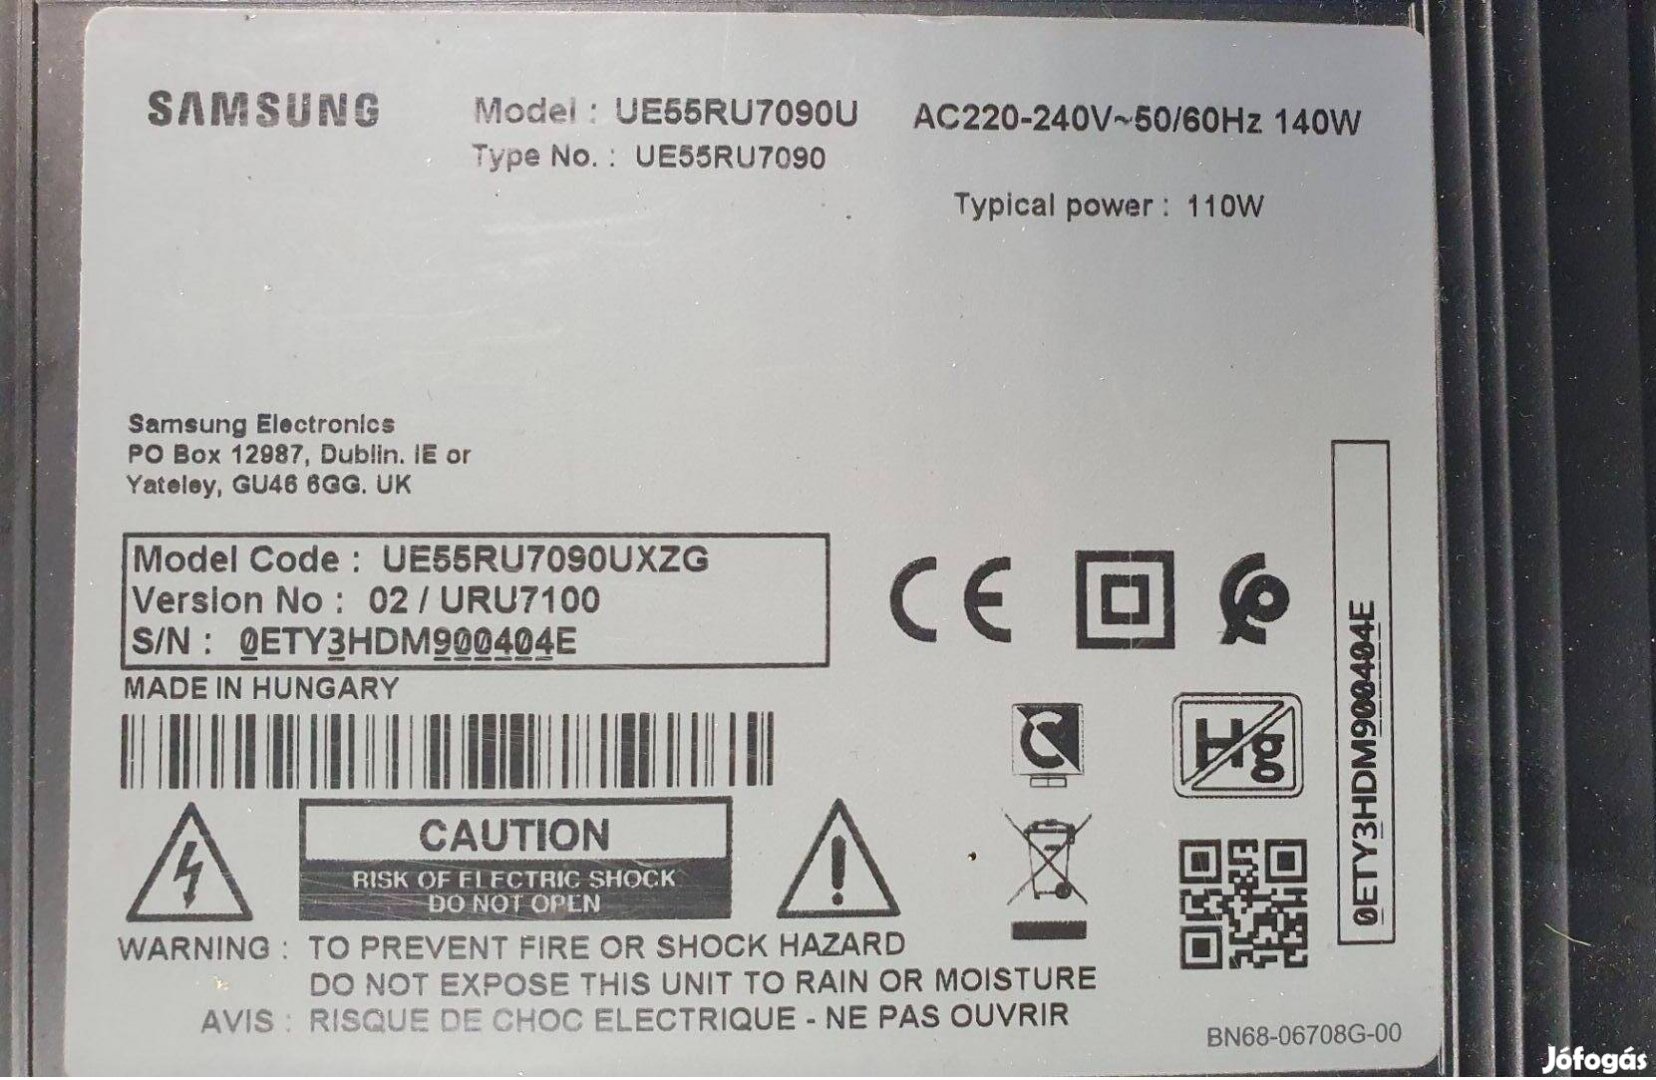 SAMSUNG
Model : UE55RU7090U
Type No. : UE55RU7090
AC220-240V~50/60Hz 140W
Typical power : 110W
Samsung Electronics
PO Box 12987, Dublin. IE or
Yateley, GU46 6GG. UK
Model Code : UE55RU7090UXZG
Version No : 02 / URU7100
S/N : 0ETY3HDM900404E
MADE IN HUNGARY
CE
Hg
0ETY3HDM900404E
CAUTION
RISK OF ELECTRIC SHOCK
DO NOT OPEN
WARNING : TO PREVENT FIRE OR SHOCK HAZARD
DO NOT EXPOSE THIS UNIT TO RAIN OR MOISTURE
AVIS : RISQUE DE CHOC ELECTRIQUE - NE PAS OUVRIR
BN68-06708G-00
Jófogás